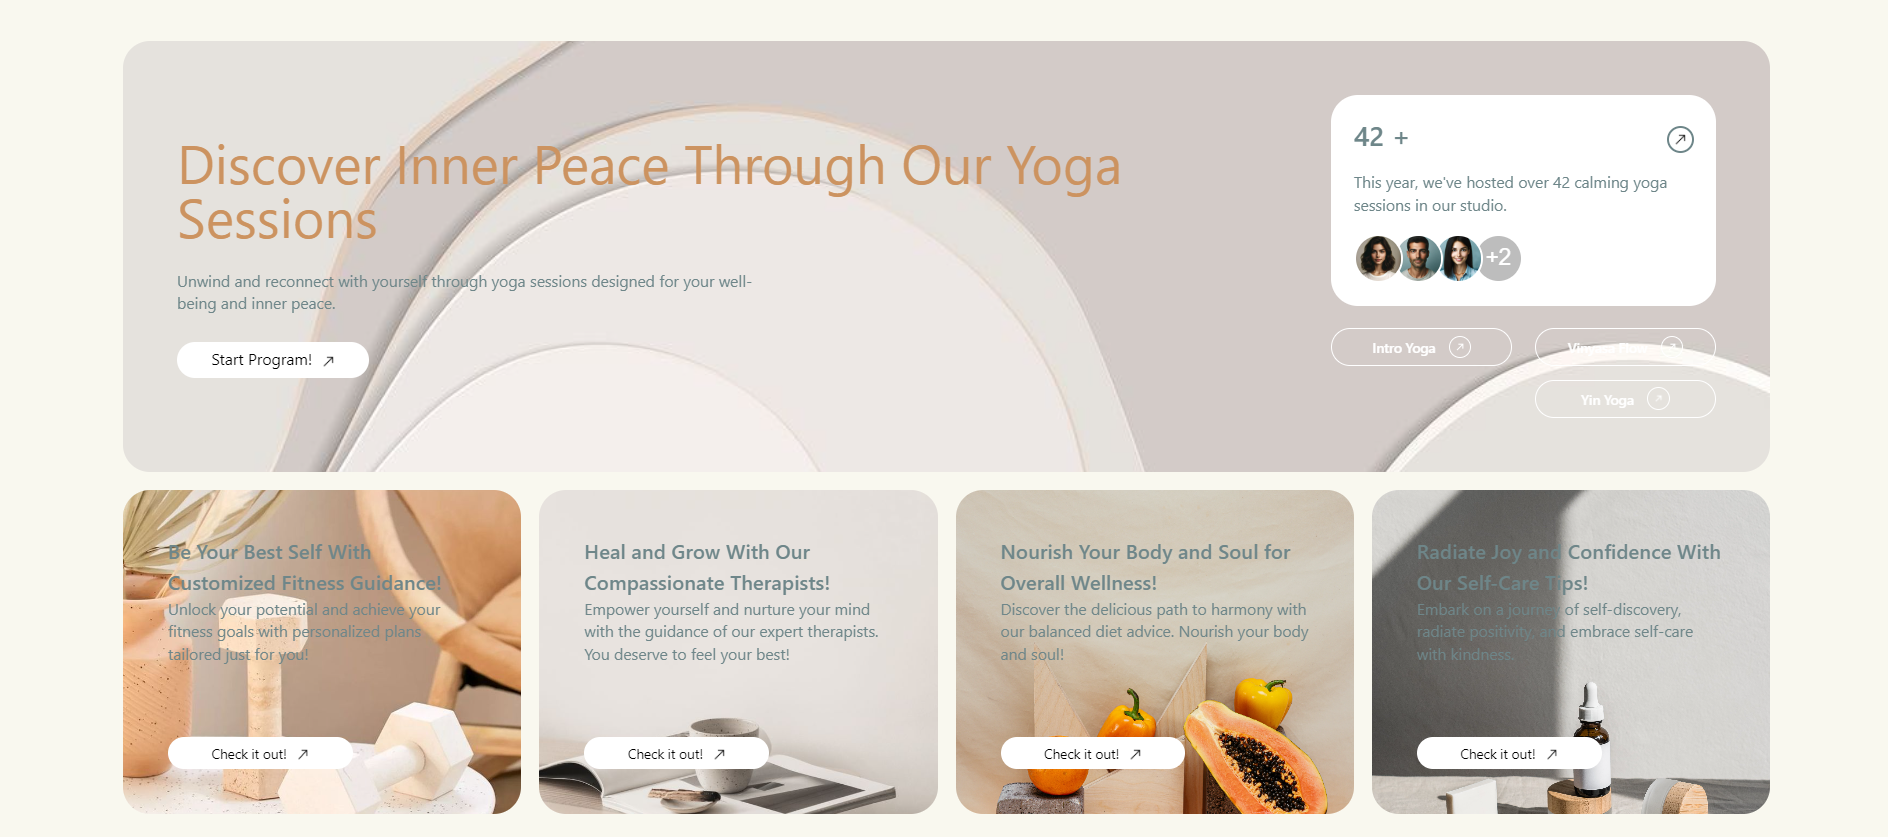 Discover Inner Peace Through Our Yoga
Sessions
Unwind and reconnect with yourself through yoga sessions designed for your well-
being and inner peace.
Start Program!
42 +
This year, we've hosted over 42 calming yoga
sessions in our studio.
+2
Intro Yoga
Yin Yoga
Be Your Best Self With
Customized Fitness Guidance!
Unlock your potential and achieve your
fitness goals with personalized plans
tailored just for you!
Check it out!
Heal and Grow With Our
Compassionate Therapists!
Empower yourself and nurture your mind
with the guidance of our expert therapists.
You deserve to feel your best!
Check it out!
Nourish Your Body and Soul for
Overall Wellness!
Discover the delicious path to harmony with
our balanced diet advice. Nourish your body
and soul!
Check it out!
Radiate Joy and Confidence With
Our Self-Care Tips!
Embark on a journey of self-discovery,
radiate positivity, and embrace self-care
with kindness.
Check it out!